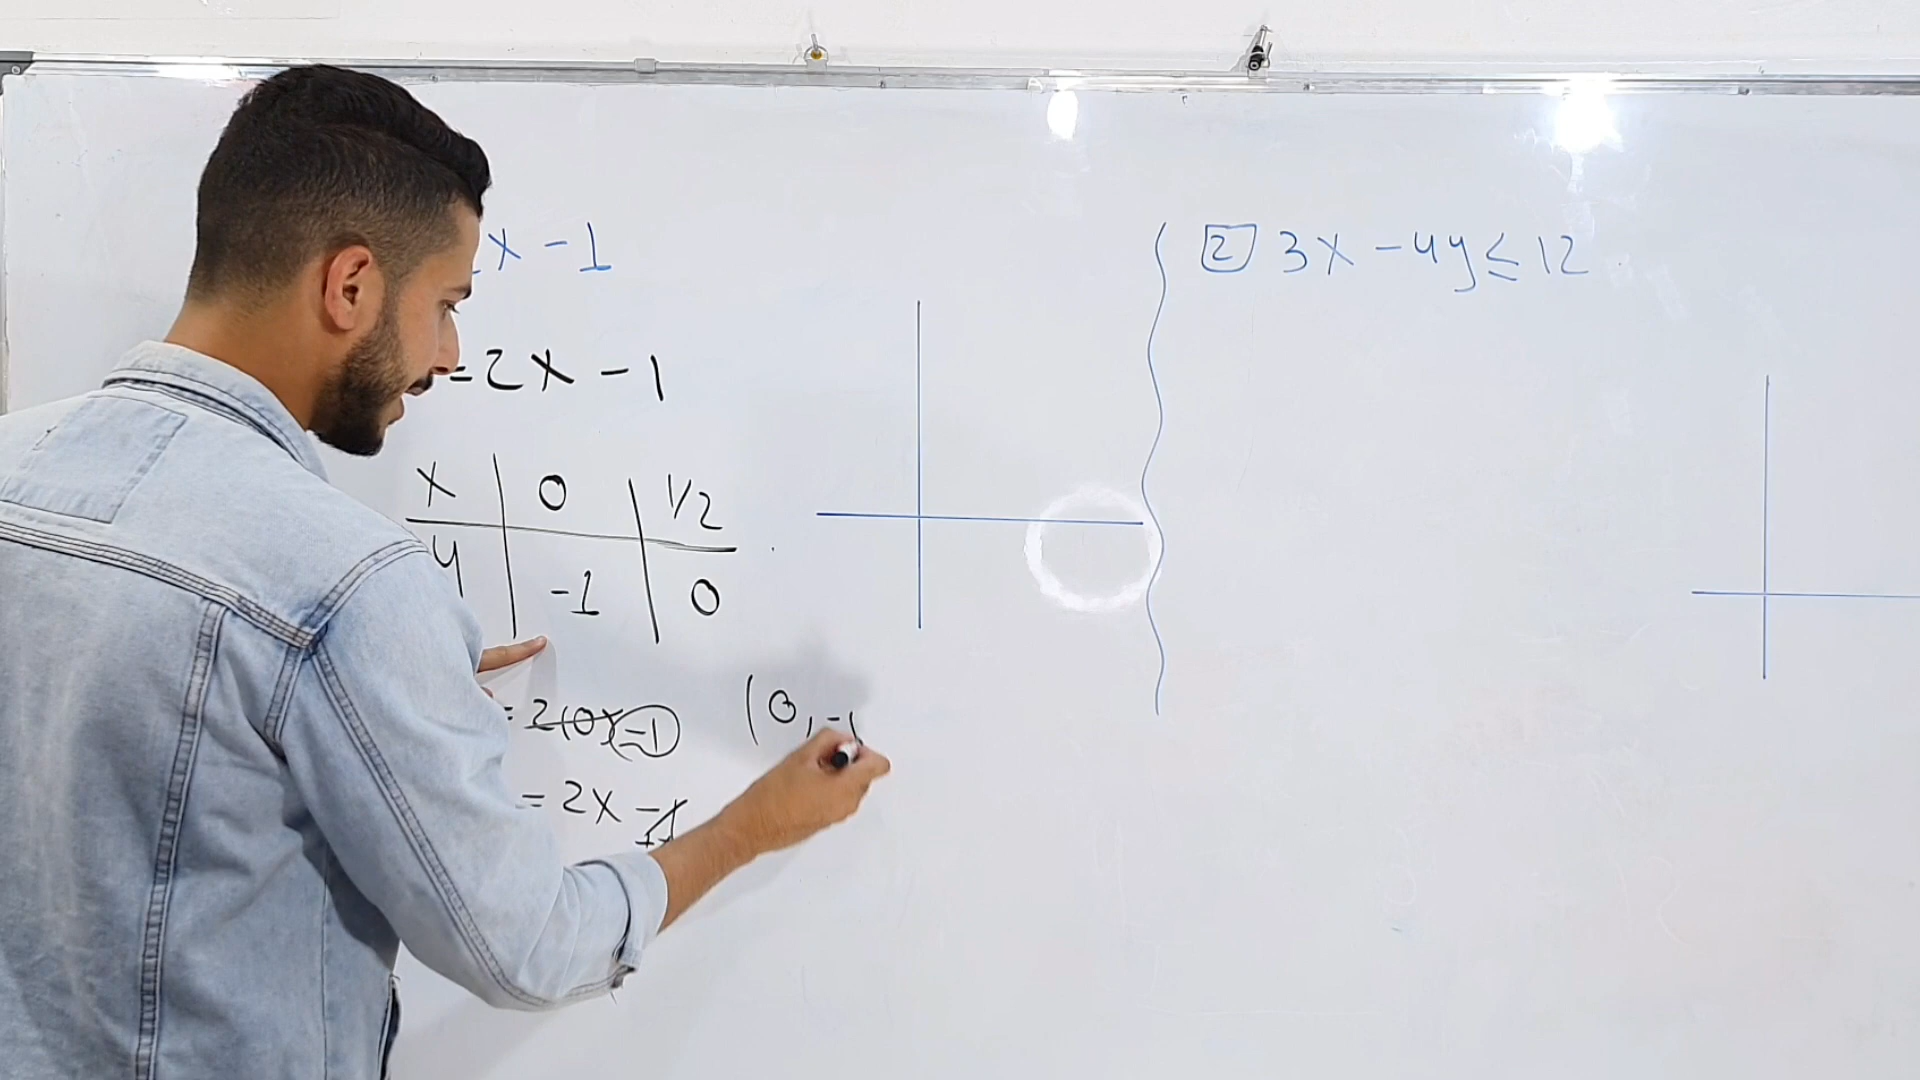 x - 1
= 2x - 1
x | 0 | 1/2
y | -1 | 0
= 2(0) - 1
(0, -1
= 2x - 1
+1
[2] 3x - 4y ≤ 12